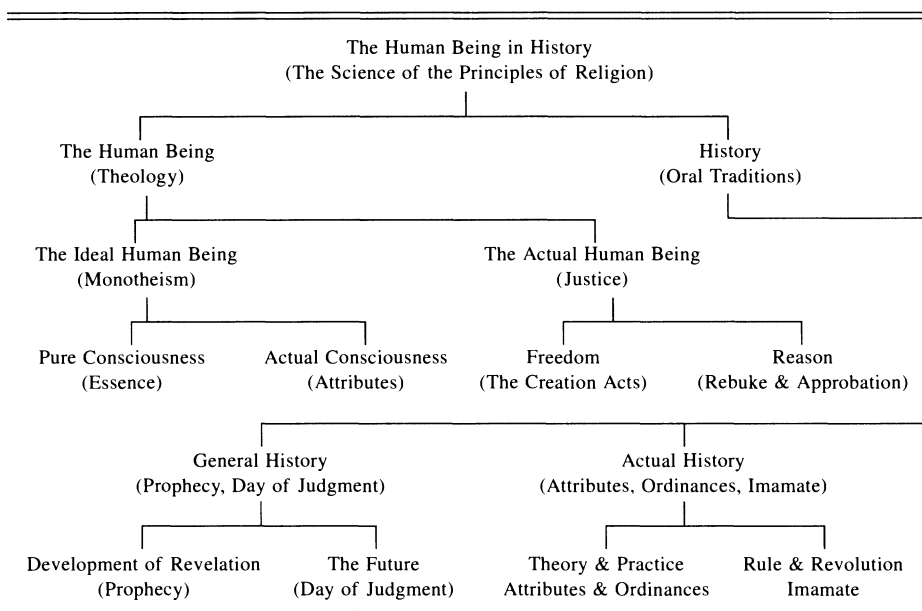 The Human Being in History
(The Science of the Principles of Religion)
The Human Being
(Theology)
History
(Oral Traditions)
The Ideal Human Being
(Monotheism)
The Actual Human Being
(Justice)
Pure Consciousness
(Essence)
Actual Consciousness
(Attributes)
Freedom
(The Creation Acts)
Reason
(Rebuke & Approbation)
General History
(Prophecy, Day of Judgment)
Actual History
(Attributes, Ordinances, Imamate)
Development of Revelation
(Prophecy)
The Future
(Day of Judgment)
Theory & Practice
Attributes & Ordinances
Rule & Revolution
Imamate